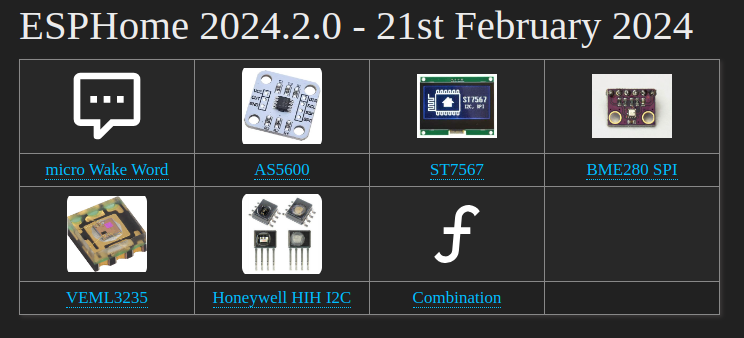 ESPHome 2024.2.0 - 21st February 2024
ST7567
I2C, SPI
micro Wake Word
AS5600
ST7567
BME280 SPI
VEML3235
Honeywell HIH I2C
Combination